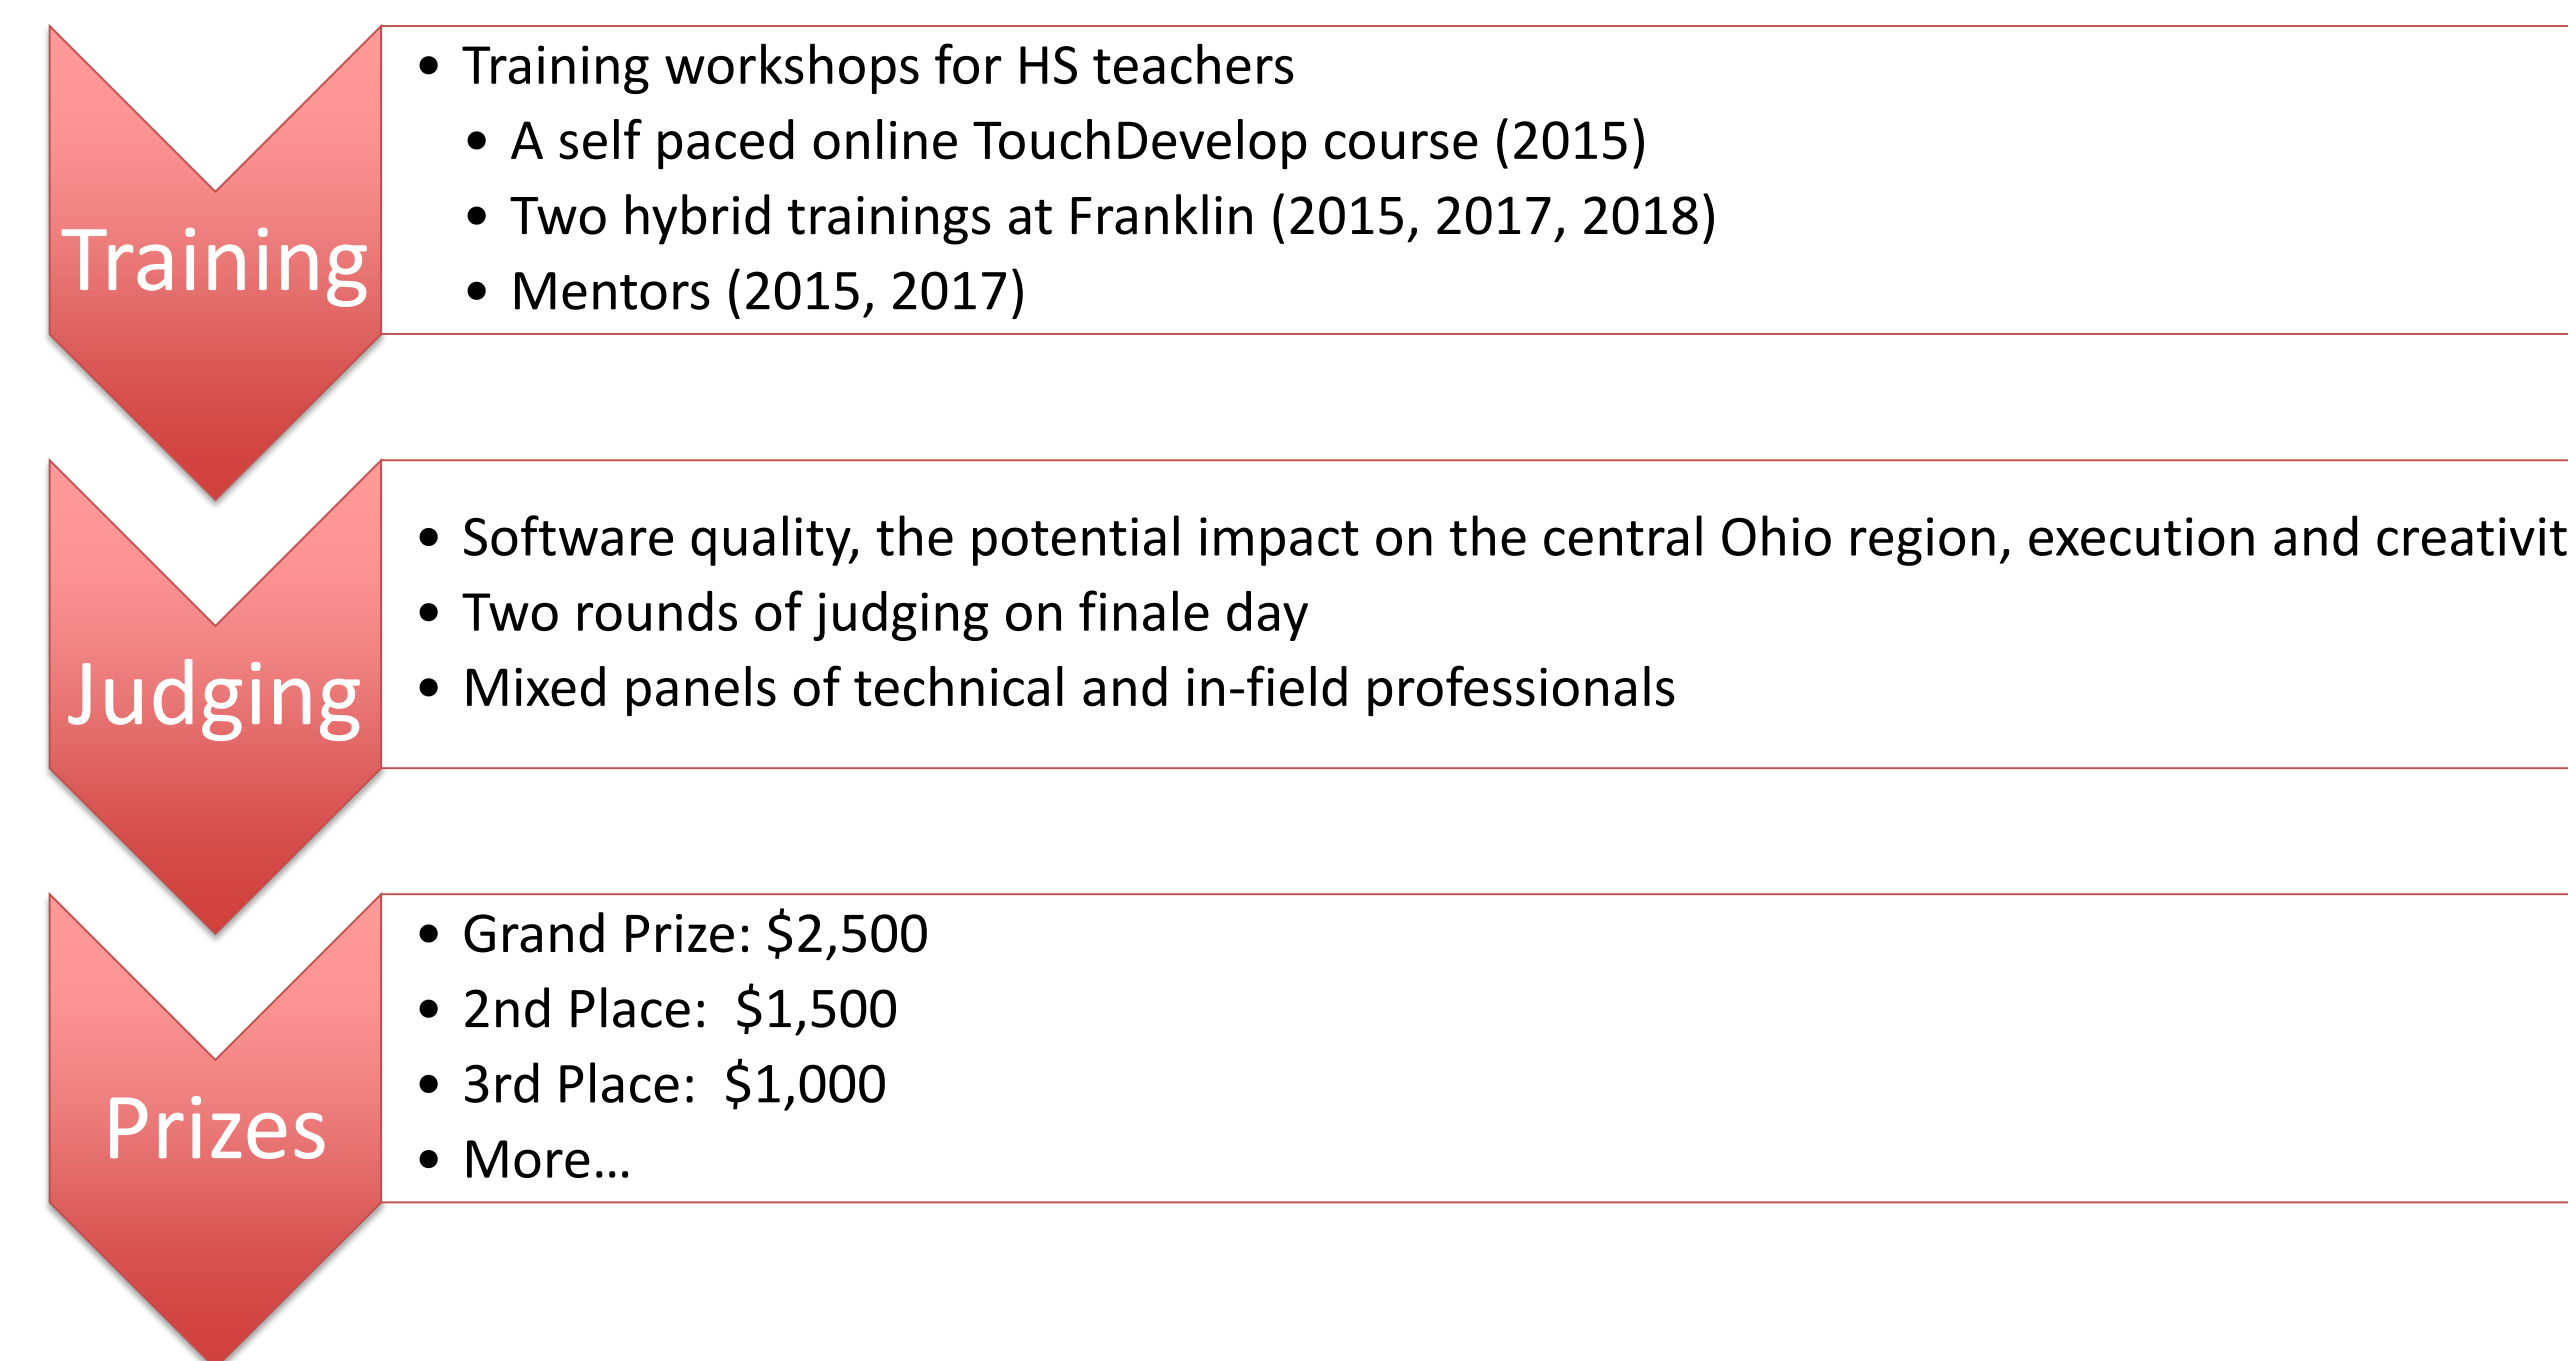 Training
• Training workshops for HS teachers
• A self paced online TouchDevelop course (2015)
• Two hybrid trainings at Franklin (2015, 2017, 2018)
• Mentors (2015, 2017)
Judging
• Software quality, the potential impact on the central Ohio region, execution and creativit
• Two rounds of judging on finale day
• Mixed panels of technical and in-field professionals
Prizes
• Grand Prize: $2,500
• 2nd Place:  $1,500
• 3rd Place:  $1,000
• More...